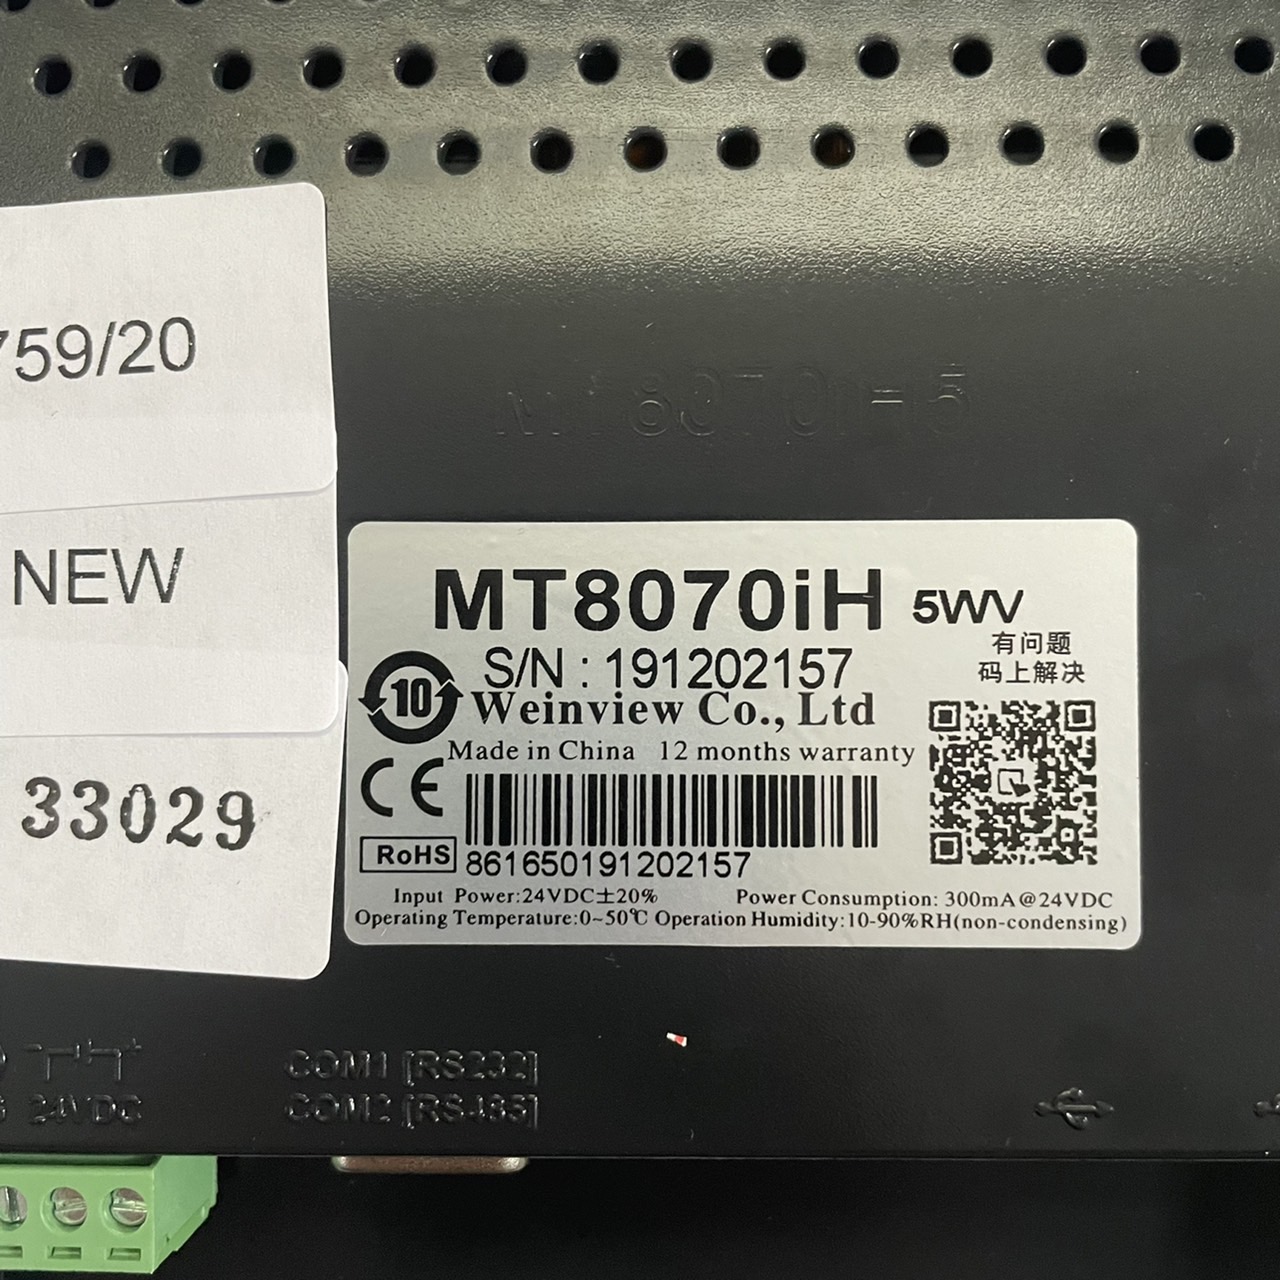 759/20
NEW
33029
MT8070iH5
MT8070iH 5WV
有问题
码上解决
S/N : 191202157
10
Weinview Co., Ltd
Made in China 12 months warranty
CE
RoHS
861650191202157
Input Power:24VDC±20% Power Consumption: 300mA@24VDC
Operating Temperature:0~50℃ Operation Humidity:10-90%RH(non-condensing)
24VDC
COM1 [RS232]
COM2 [RS485]